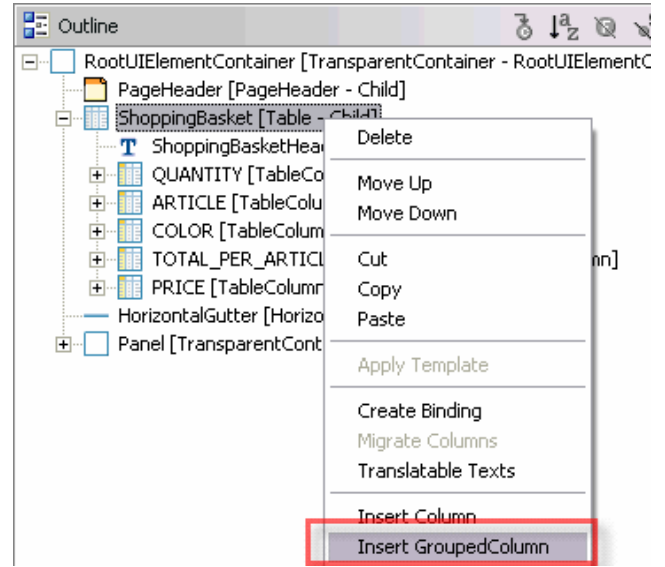 Outline
RootUIElementContainer [TransparentContainer - RootUIElementC
PageHeader [PageHeader - Child]
ShoppingBasket [Table - Child]
ShoppingBasketHea
QUANTITY [TableCo
ARTICLE [TableColu
COLOR [TableColum
TOTAL_PER_ARTICL mn]
PRICE [TableColumn
HorizontalGutter [Horizo
Panel [TransparentCont
Delete
Move Up
Move Down
Cut
Copy
Paste
Apply Template
Create Binding
Migrate Columns
Translatable Texts
Insert Column
Insert GroupedColumn